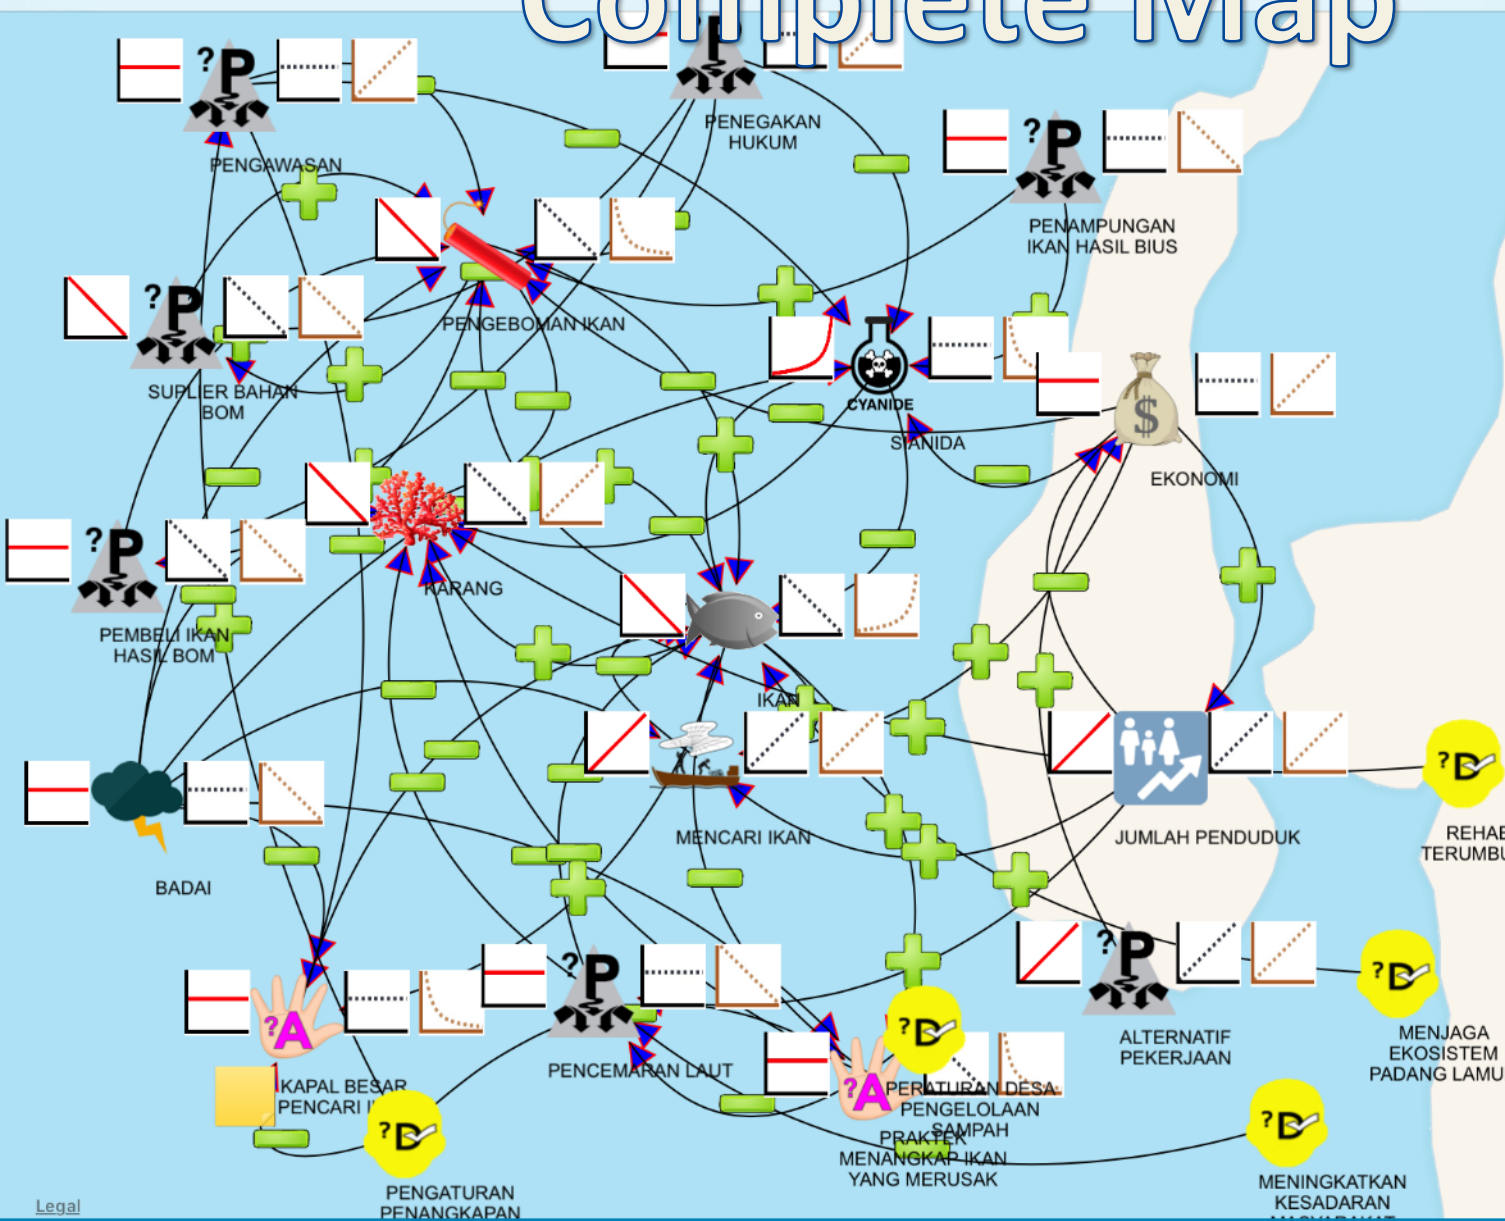 Complete Map
?P
P
PENEGAKAN
HUKUM
?P
PENGAWASAN
PENAMPUNGAN
IKAN HASIL BIUS
?P
PENGEBOMAN IKAN
SUPLIER BAHAN
BOM
CYANIDE
SIANIDA
$
EKONOMI
?P
KARANG
PEMBELI IKAN
HASIL BOM
IKAN
MENCARI IKAN
JUMLAH PENDUDUK
?D
BADAI
?P
?P
?D
PENCEMARAN LAUT
ALTERNATIF
PEKERJAAN
MENJAGA
EKOSISTEM
?A
KAPAL BESAR
?D
?A
PERATURAN DESA
PENGELOLAAN
SAMPAH
PRAKTEK
MENANGKAP IKAN
YANG MERUSAK
?D
PENGATURAN
PENANGKAPAN
?D
MENINGKATKAN
KESADARAN
Legal